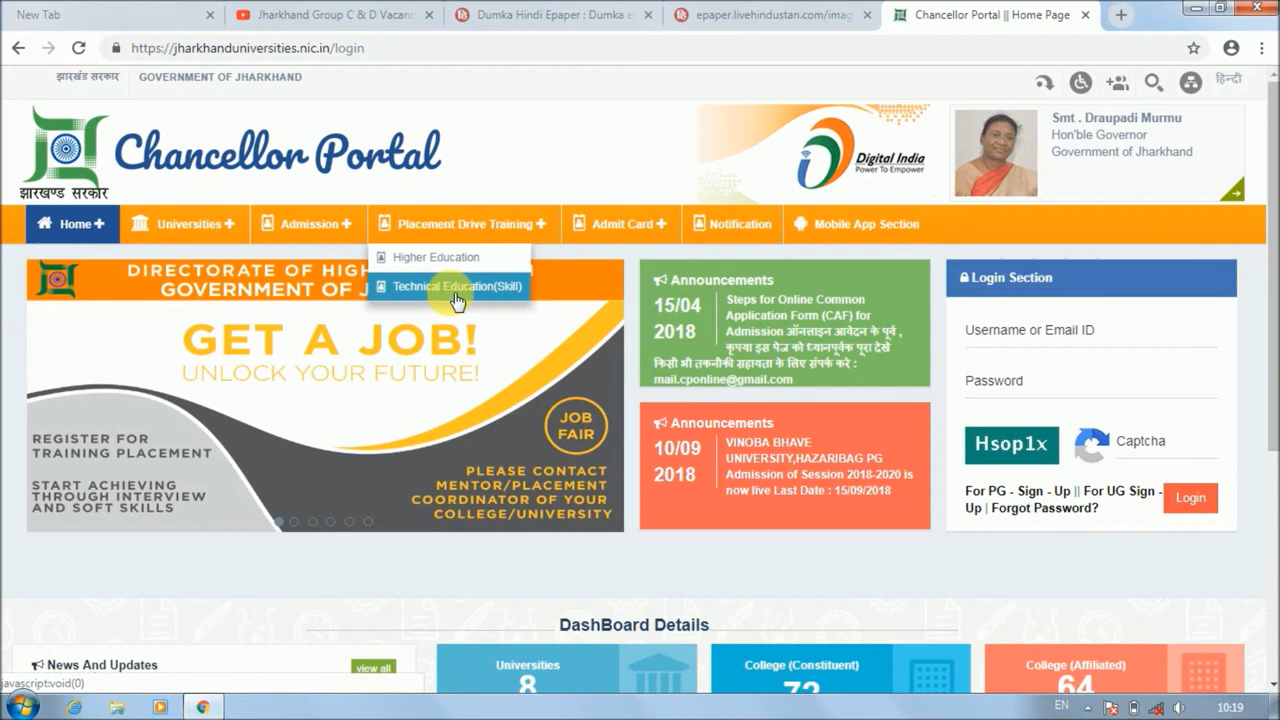 New Tab
Jharkhand Group C & D Vacanc
Dumka Hindi Epaper : Dumka e
epaper.livehindustan.com/imag
Chancellor Portal || Home Page
https://jharkhanduniversities.nic.in/login
झारखंड सरकार
GOVERNMENT OF JHARKHAND
हिन्दी
झारखण्ड सरकार
Chancellor Portal
Digital India
Power To Empower
Smt . Draupadi Murmu
Hon'ble Governor
Government of Jharkhand
Home
Universities
Admission
Placement Drive Training
Admit Card
Notification
Mobile App Section
Higher Education
Technical Education(Skill)
DIRECTORATE OF HIG
N
GOVERNMENT OF J
GET A JOB!
UNLOCK YOUR FUTURE!
JOB
FAIR
REGISTER FOR
TRAINING PLACEMENT
START ACHIEVING
THROUGH INTERVIEW
AND SOFT SKILLS
PLEASE CONTACT
MENTOR/PLACEMENT
COORDINATOR OF YOUR
COLLEGE/UNIVERSITY
Announcements
15/04
2018
Steps for Online Common
Application Form (CAF) for
Admission ऑनलाइन आवेदन के पूर्व ,
कृपया इस पेज को ध्यानपूर्वक पूरा देखे
किसी भी तकनीकी सहायता के लिए संपर्क करे :
mail.cponline@gmail.com
Announcements
10/09
2018
VINOBA BHAVE
UNIVERSITY,HAZARIBAG PG
Admission of Session 2018-2020 is
now live Last Date : 15/09/2018
Login Section
Username or Email ID
Password
Hsop1x
Captcha
For PG - Sign - Up || For UG Sign -
Up | Forgot Password?
Login
DashBoard Details
News And Updates
view all
Universities
8
College (Constituent)
72
College (Affiliated)
64
javascript:void(0)
EN
10:19